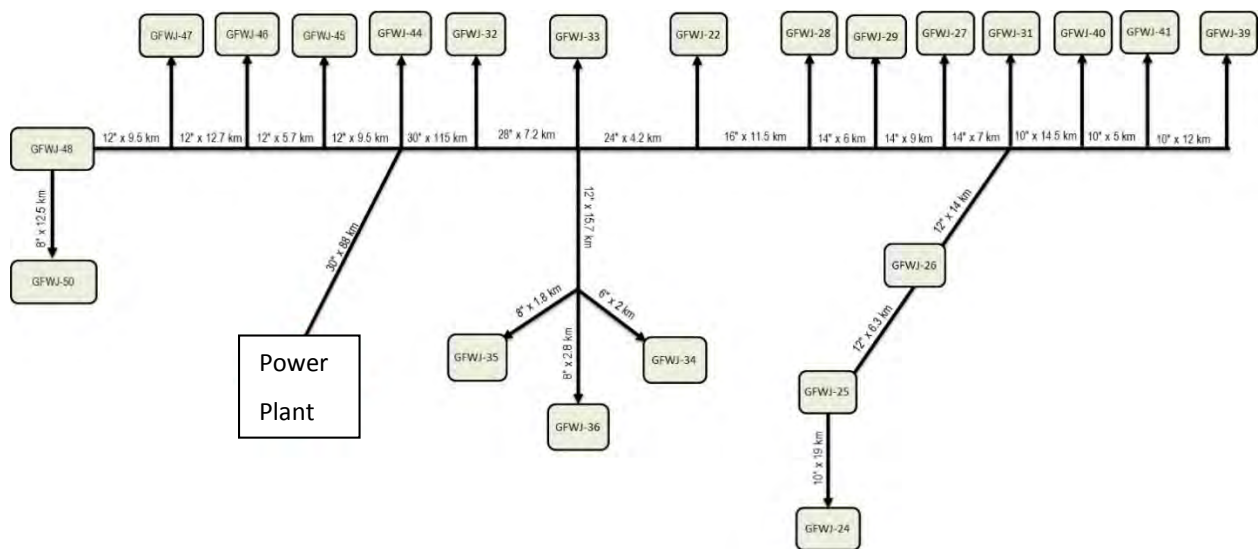 GFWJ-47
GFWJ-46
GFWJ-45
GFWJ-44
GFWJ-32
GFWJ-33
GFWJ-22
GFWJ-28
GFWJ-29
GFWJ-27
GFWJ-31
GFWJ-40
GFWJ-41
GFWJ-39
GFWJ-48
12" x 9.5 km
12" x 12.7 km
12" x 5.7 km
12" x 9.5 km
30" x 115 km
28" x 7.2 km
24" x 4.2 km
16" x 11.5 km
14" x 6 km
14" x 9 km
14" x 7 km
10" x 14.5 km
10" x 5 km
10" x 12 km
8" x 12.5 km
GFWJ-50
30" x 88 km
Power
Plant
12" x 15.7 km
8" x 1.8 km
8" x 2.8 km
6" x 2 km
GFWJ-35
GFWJ-34
GFWJ-36
12" x 14 km
GFWJ-26
12" x 6.3 km
GFWJ-25
10" x 19 km
GFWJ-24